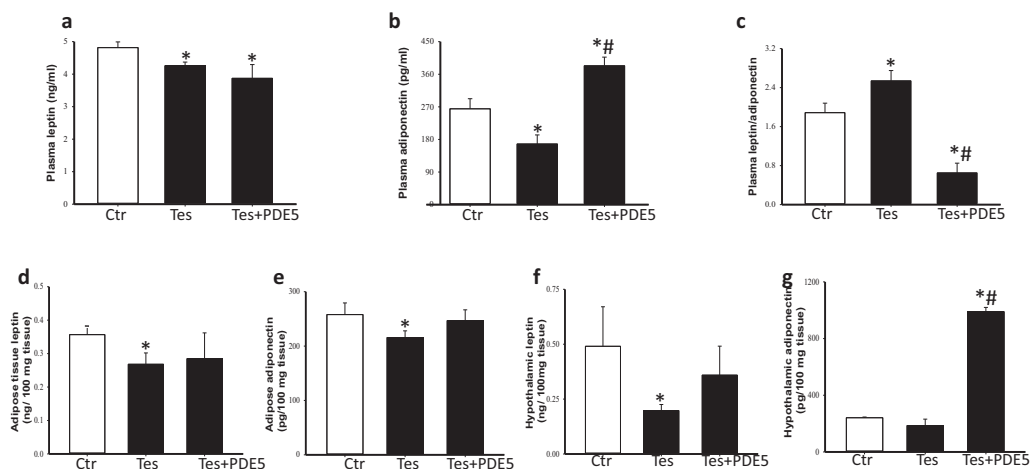 a
Plasma leptin (ng/ml)
5
4
3
2
1
0
*
*
Ctr
Tes
Tes+PDE5
b
Plasma adiponectin (pg/ml)
450
360
270
180
90
0
*
*#
Ctr
Tes
Tes+PDE5
c
Plasma leptin/adiponectin
3.2
2.4
1.6
0.8
0.0
*
*#
Ctr
Tes
Tes+PDE5
d
Adipose tissue leptin
(ng/ 100 mg tissue)
0.5
0.4
0.3
0.2
0.1
0.0
*
Ctr
Tes
Tes+PDE5
e
Adipose adiponectin
(pg/100 mg tissue)
300
200
100
0
*
Ctr
Tes
Tes+PDE5
f
Hypothalamic leptin
(ng/ 100mg tissue)
0.75
0.50
0.25
0.00
*
Ctr
Tes
Tes+PDE5
g
Hypothalamic adiponectin
(pg/100 mg tissue)
1200
800
400
0
*#
Ctr
Tes
Tes+PDE5